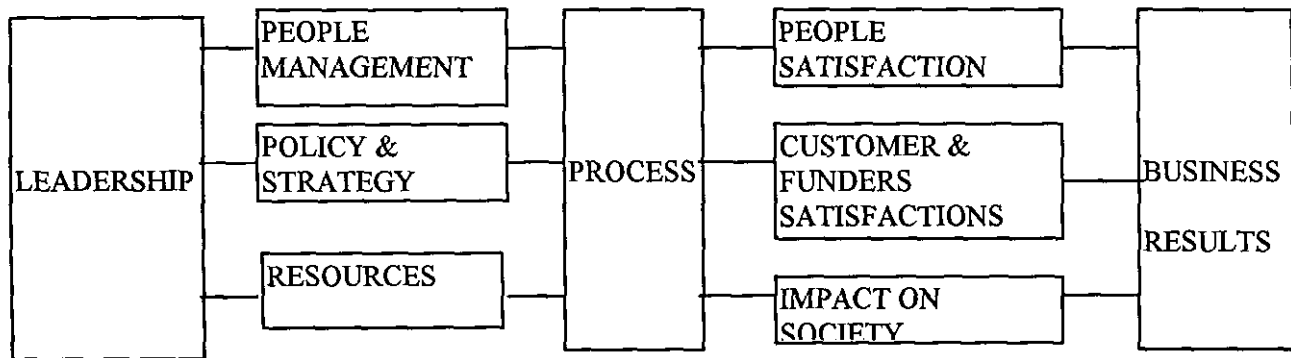 LEADERSHIP
PEOPLE
MANAGEMENT
POLICY &
STRATEGY
RESOURCES
PROCESS
PEOPLE
SATISFACTION
CUSTOMER &
FUNDERS
SATISFACTIONS
IMPACT ON
SOCIETY
BUSINESS
RESULTS